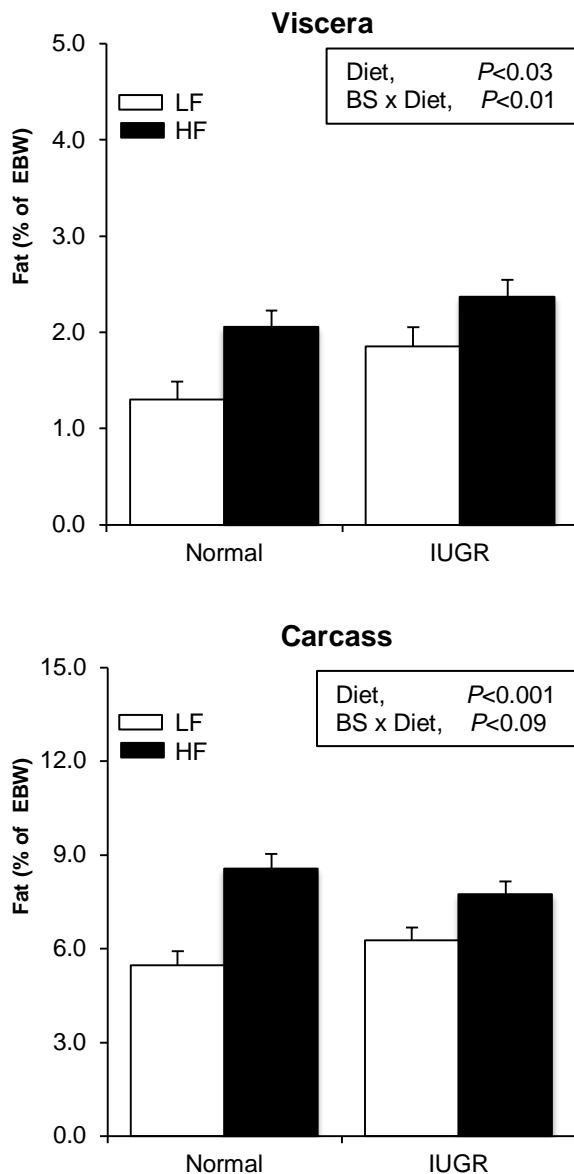 Viscera
5.0
4.0
3.0
2.0
1.0
0.0
Fat (% of EBW)
LF
HF
Diet, P<0.03
BS x Diet, P<0.01
Normal IUGR
Carcass
15.0
12.0
9.0
6.0
3.0
0.0
Fat (% of EBW)
LF
HF
Diet, P<0.001
BS x Diet, P<0.09
Normal IUGR